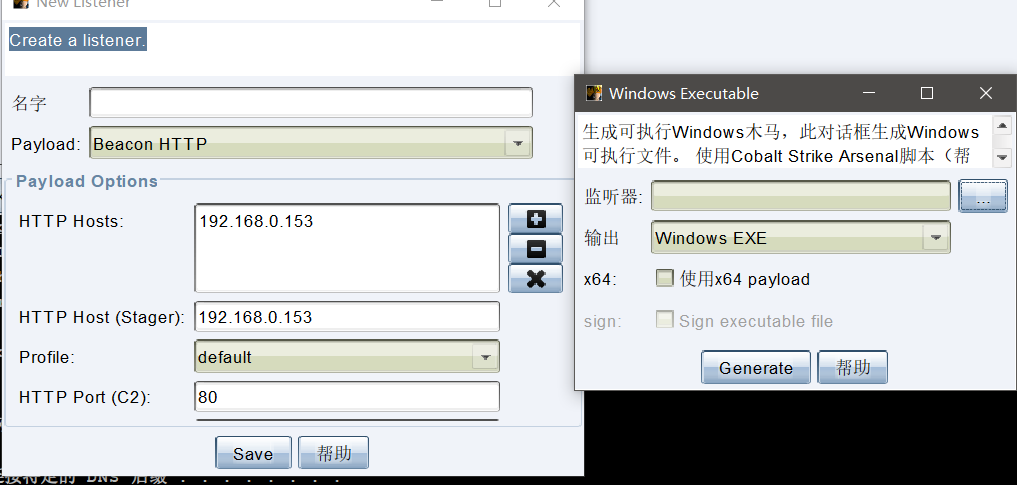 New Listener
Create a listener.
名字
Payload: Beacon HTTP
Payload Options
HTTP Hosts: 192.168.0.153
HTTP Host (Stager): 192.168.0.153
Profile: default
HTTP Port (C2): 80
Save 帮助
Windows Executable
生成可执行Windows木马，此对话框生成Windows
可执行文件。 使用Cobalt Strike Arsenal脚本（帮
监听器: ...
输出 Windows EXE
x64: 使用x64 payload
sign: Sign executable file
Generate 帮助
接特定的 DNS 后缀 . . . . . . . .